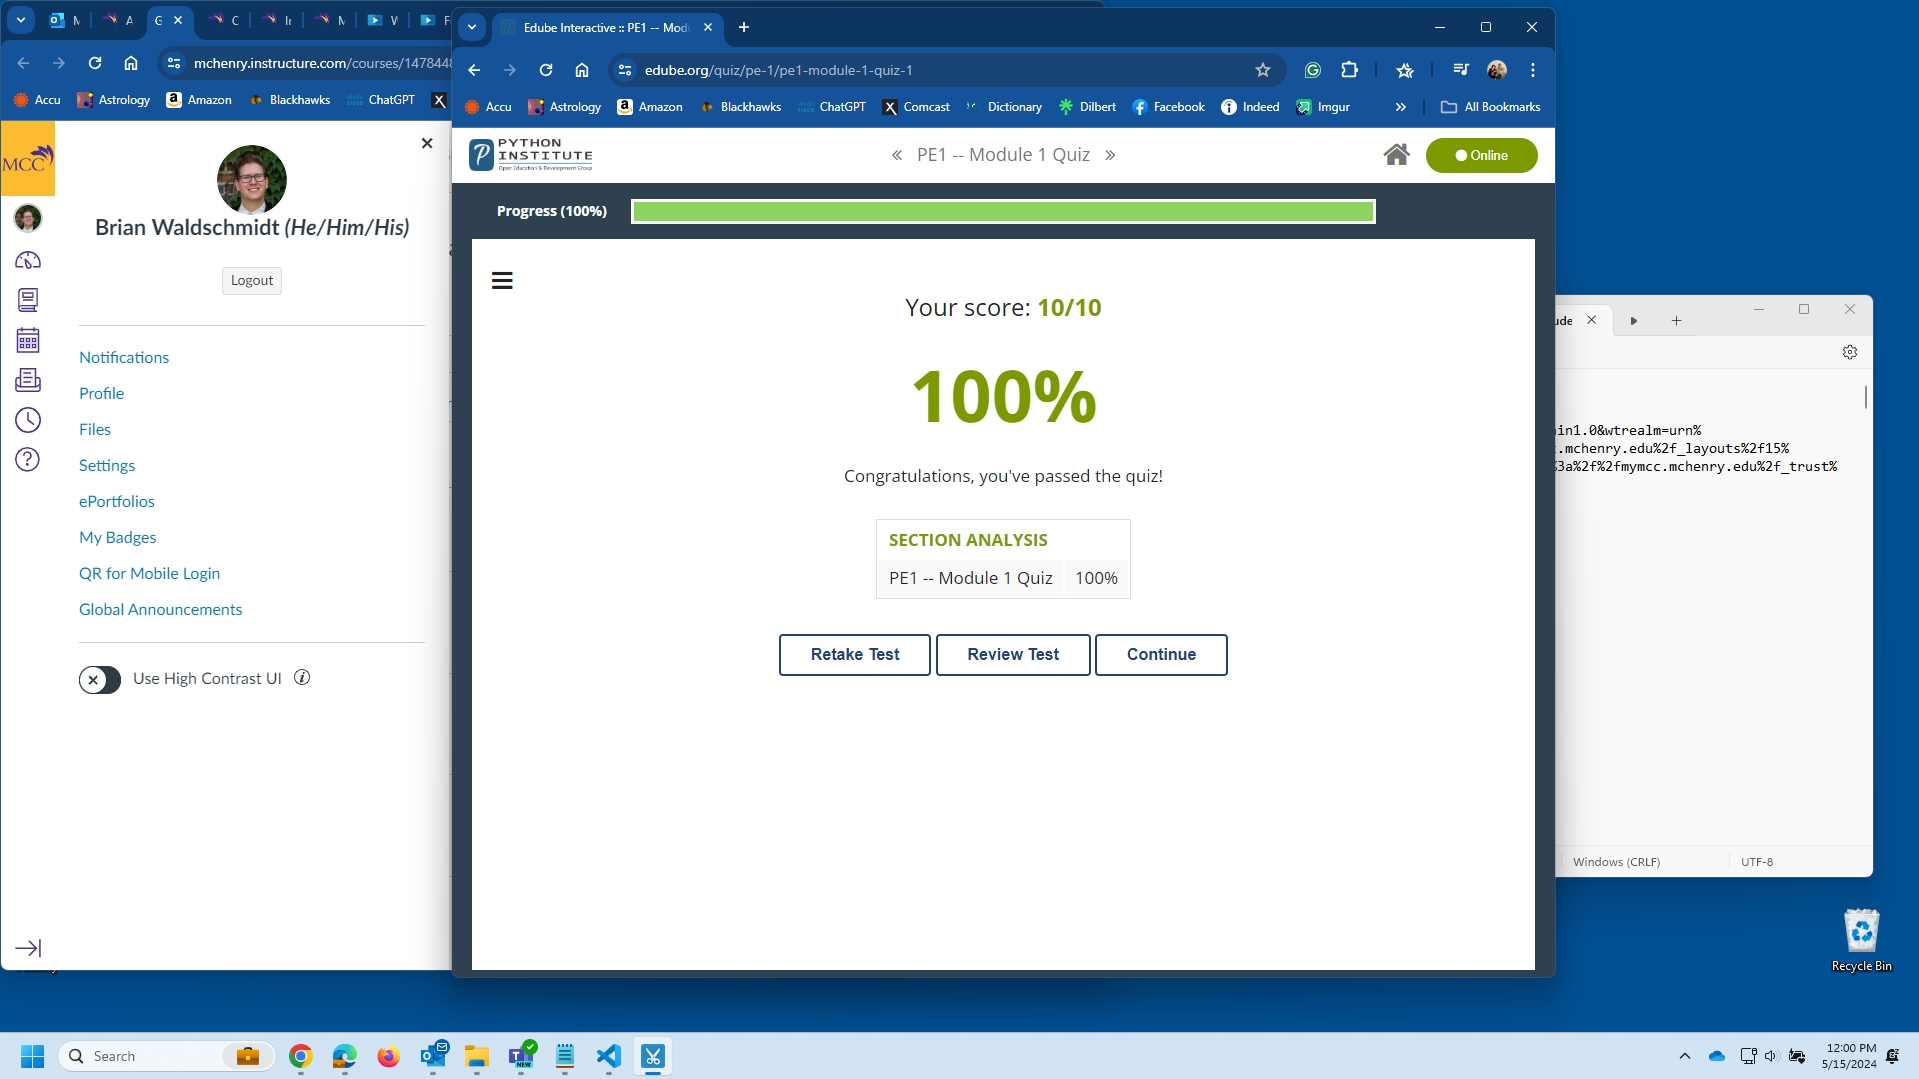 M
A
G
C
Ir
M
V
F
mchenry.instructure.com/courses/1478448
Accu
Astrology
Amazon
Blackhawks
ChatGPT
MCC
Brian Waldschmidt (He/Him/His)
Logout
Notifications
Profile
Files
Settings
ePortfolios
My Badges
QR for Mobile Login
Global Announcements
Use High Contrast UI
Edube Interactive :: PE1 -- Modu
edube.org/quiz/pe-1/pe1-module-1-quiz-1
Accu
Astrology
Amazon
Blackhawks
ChatGPT
Comcast
Dictionary
Dilbert
Facebook
Indeed
Imgur
All Bookmarks
PYTHON
INSTITUTE
Open Education & Development Group
« PE1 -- Module 1 Quiz »
Online
Progress (100%)
Your score: 10/10
100%
Congratulations, you've passed the quiz!
SECTION ANALYSIS
PE1 -- Module 1 Quiz 100%
Retake Test
Review Test
Continue
ude
in1.0&wtrealm=urn%
.mchenry.edu%2f_layouts%2f15%
3a%2f%2fmymcc.mchenry.edu%2f_trust%
Windows (CRLF)
UTF-8
Recycle Bin
Search
NEW
12:00 PM
5/15/2024